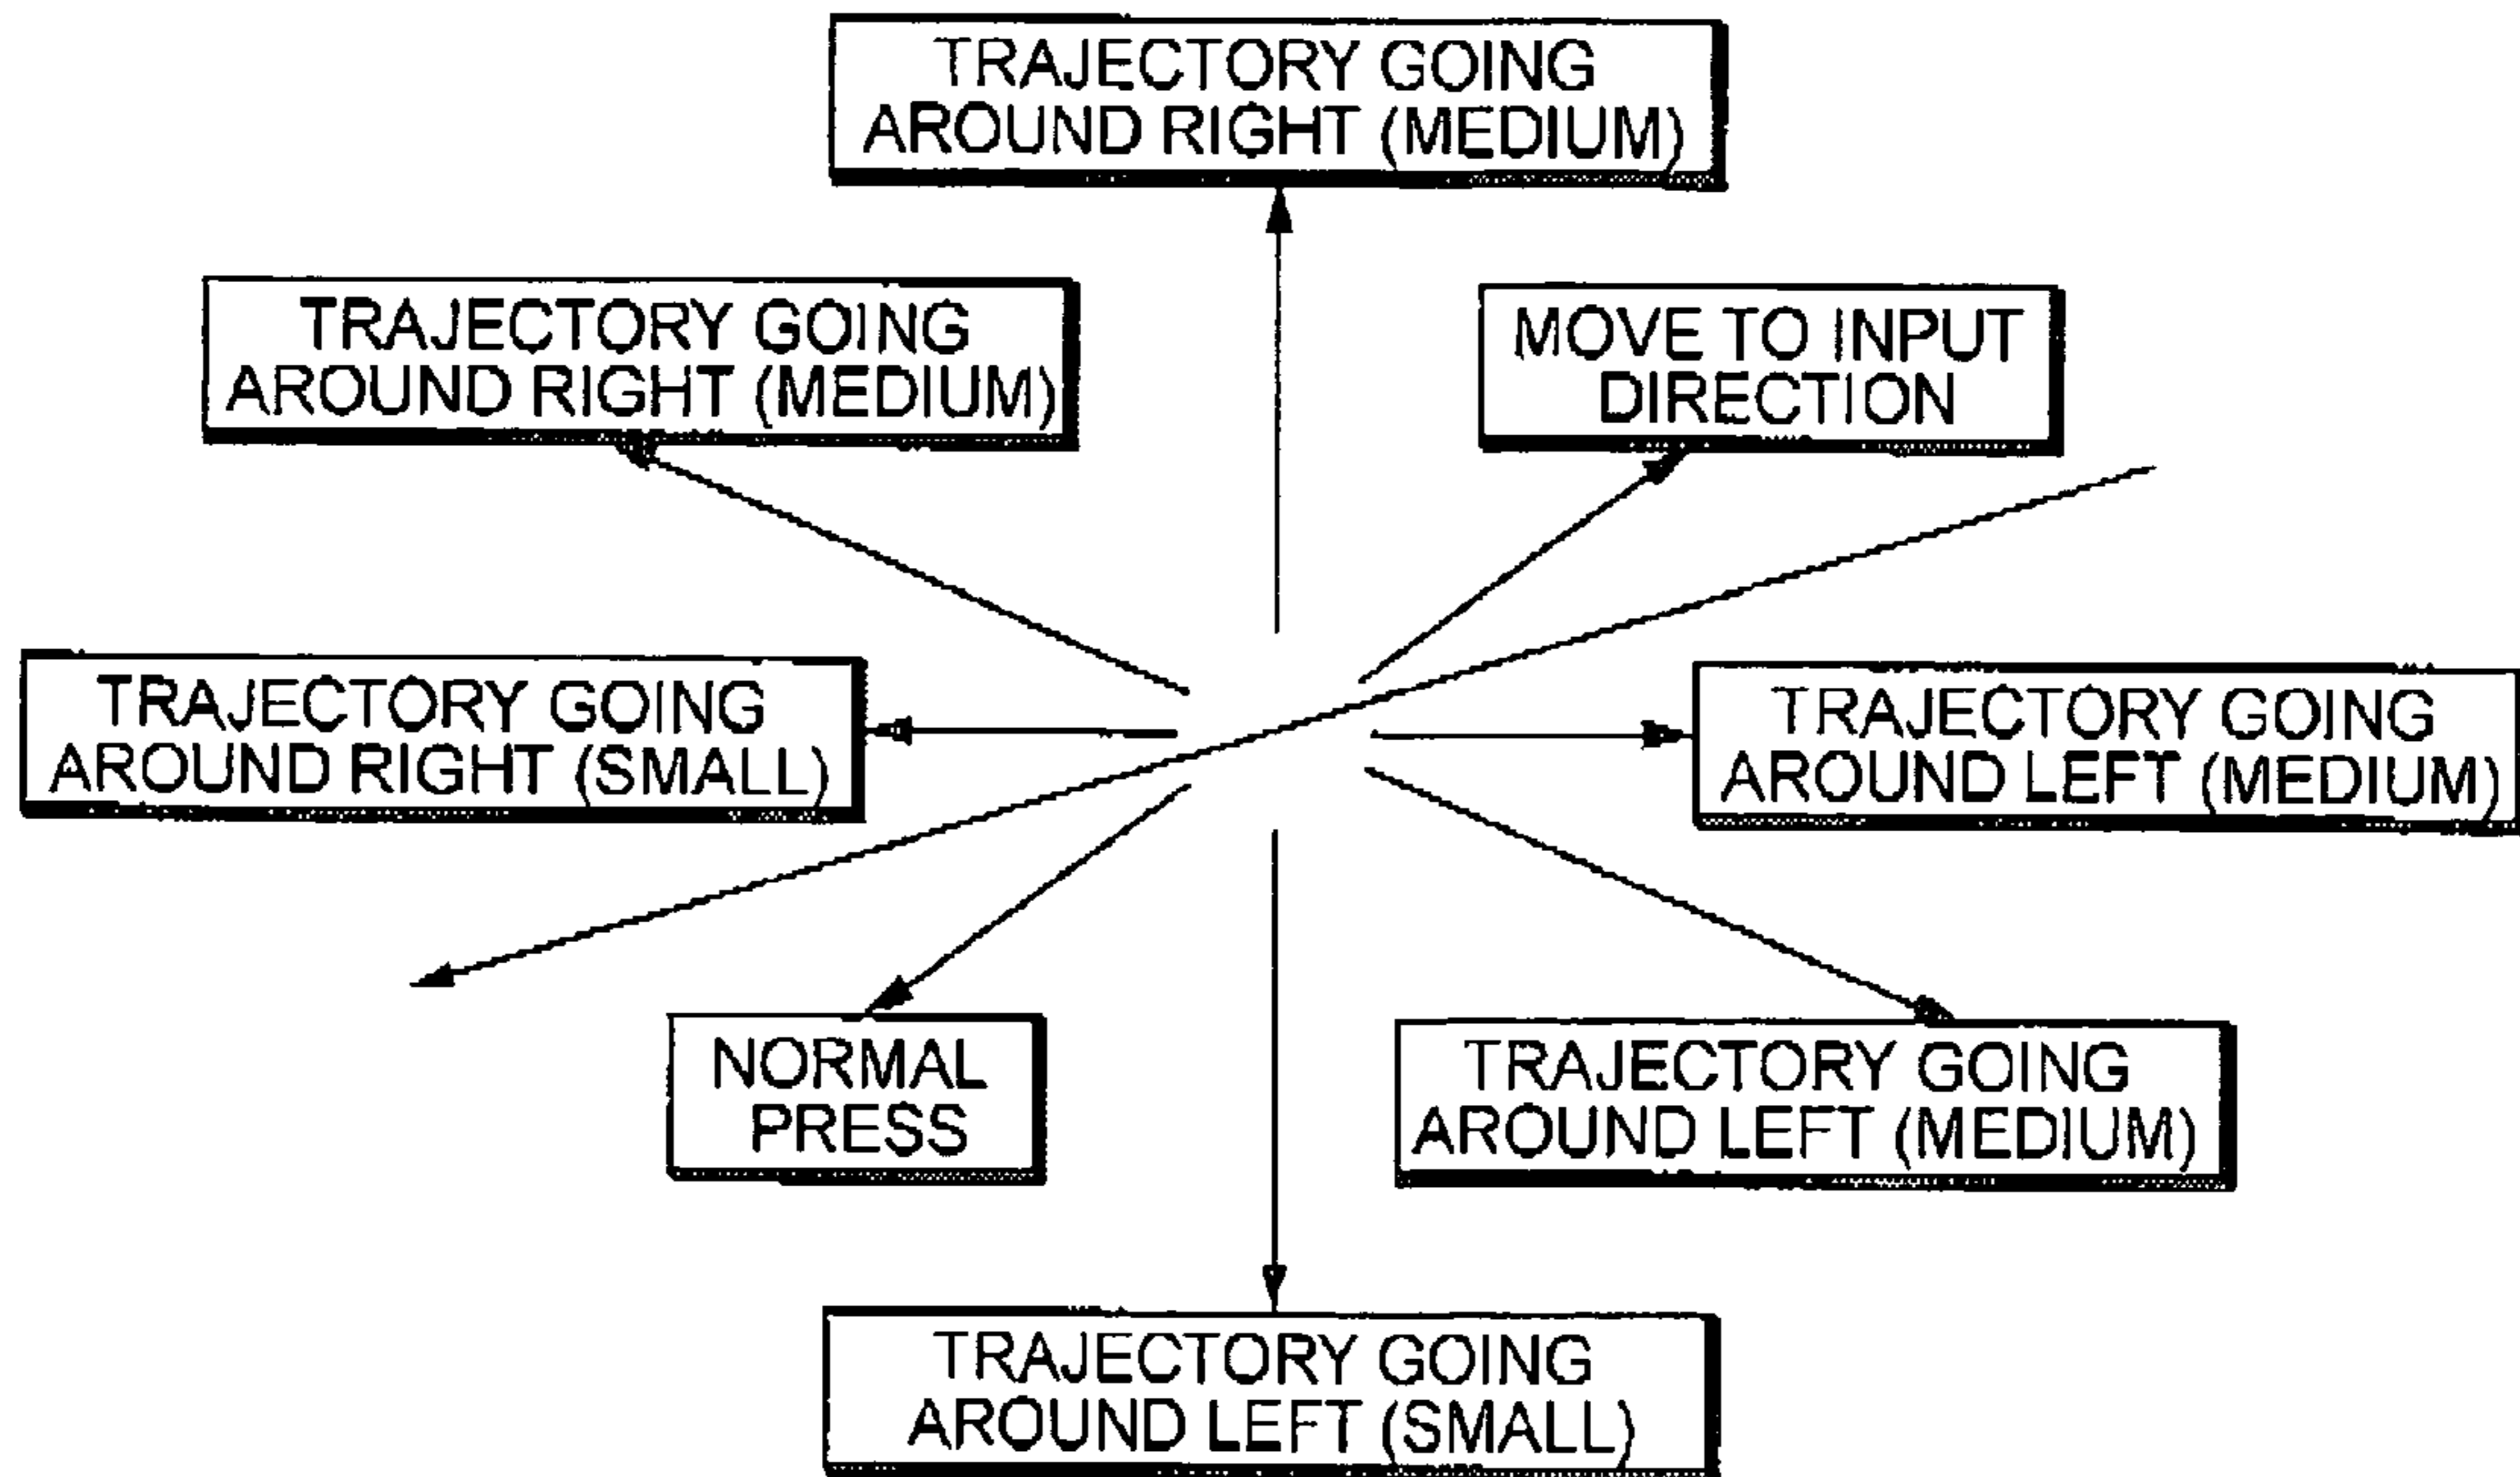 TRAJECTORY GOING
AROUND RIGHT (MEDIUM)
TRAJECTORY GOING
AROUND RIGHT (MEDIUM)
MOVE TO INPUT
DIRECTION
TRAJECTORY GOING
AROUND RIGHT (SMALL)
TRAJECTORY GOING
AROUND LEFT (MEDIUM)
NORMAL
PRESS
TRAJECTORY GOING
AROUND LEFT (MEDIUM)
TRAJECTORY GOING
AROUND LEFT (SMALL)